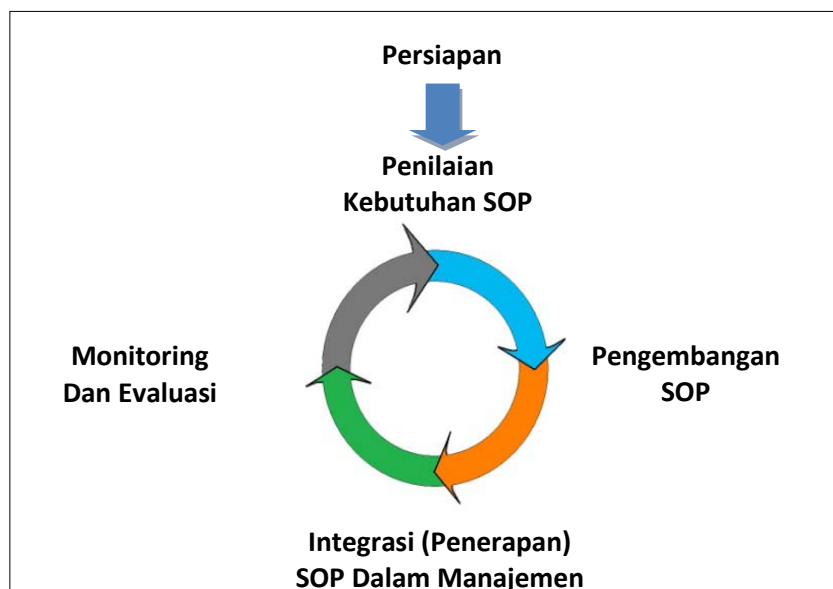 Persiapan
Penilaian
Kebutuhan SOP
Monitoring
Dan Evaluasi
Pengembangan
SOP
Integrasi (Penerapan)
SOP Dalam Manajemen